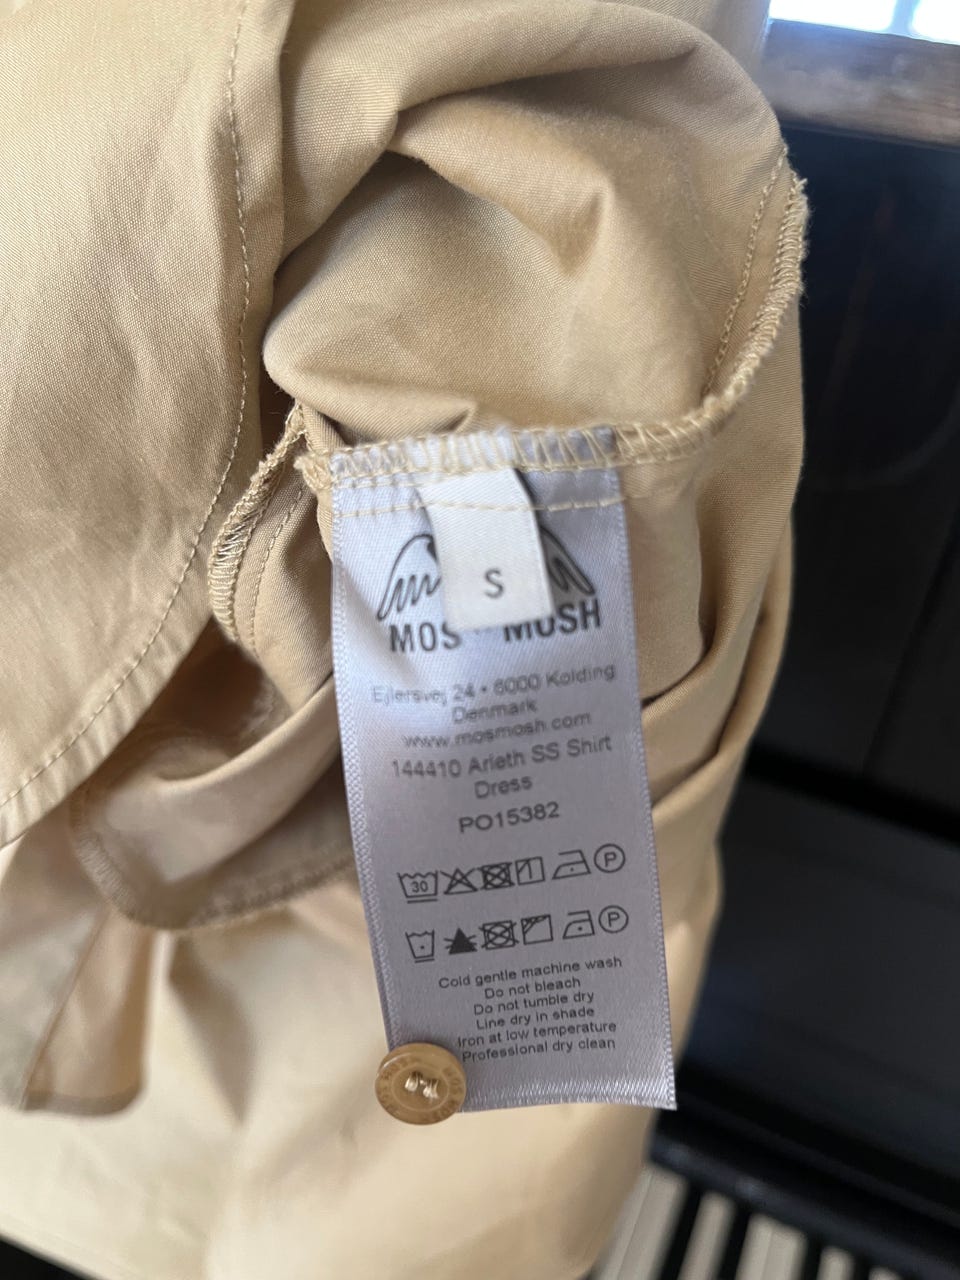 S
MOS MOSH
Ejlersvej 24 • 6000 Kolding
Denmark
www.mosmosh.com
144410 Arleth SS Shirt
Dress
PO15382
30
P
P
Cold gentle machine wash
Do not bleach
Do not tumble dry
Line dry in shade
Iron at low temperature
Professional dry clean